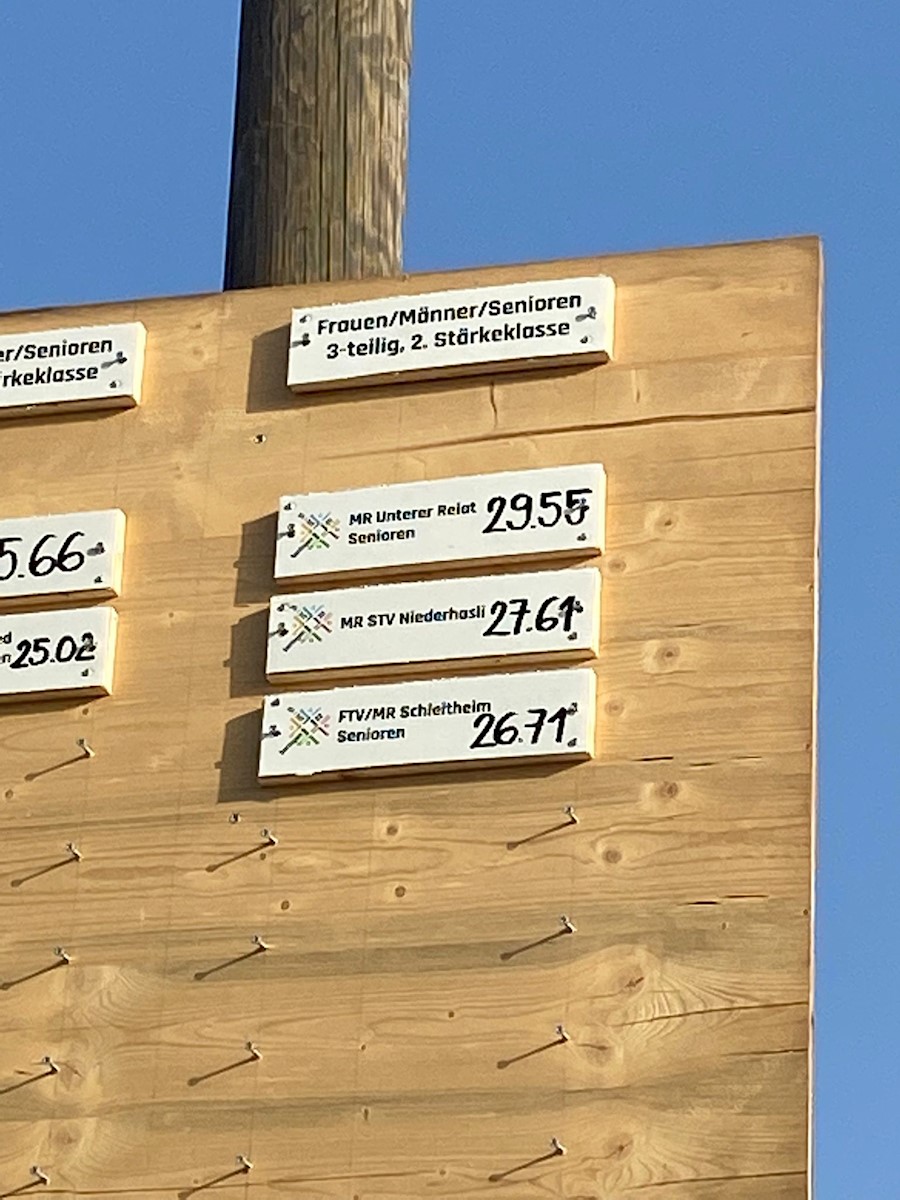 er/Senioren
rkeklasse
5.66
25.02
Frauen/Männer/Senioren
3-teilig, 2. Stärkeklasse
MR Unterer Reiat 29.55
Senioren
MR STV Niederhasli 27.61
FTV/MR Schleitheim
Senioren 26.71